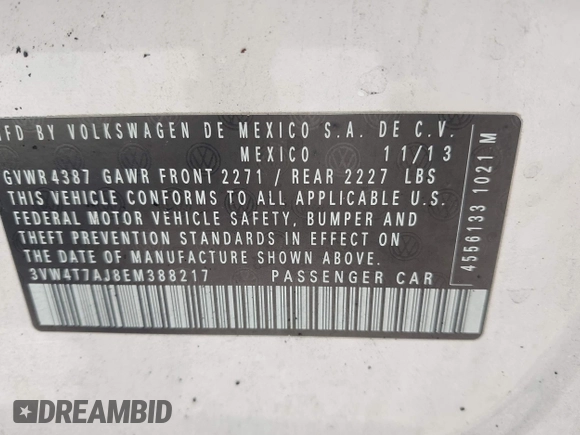 MFD BY VOLKSWAGEN DE MEXICO S.A. DE C.V.
MEXICO 11/13
GVWR 4387 GAWR FRONT 2271 / REAR 2227 LBS
THIS VEHICLE CONFORMS TO ALL APPLICABLE U.S.
FEDERAL MOTOR VEHICLE SAFETY, BUMPER AND
THEFT PREVENTION STANDARDS IN EFFECT ON
THE DATE OF MANUFACTURE SHOWN ABOVE.
3VW4T7AJ8EM388217 PASSENGER CAR
4556133 1021 M
DREAMBID